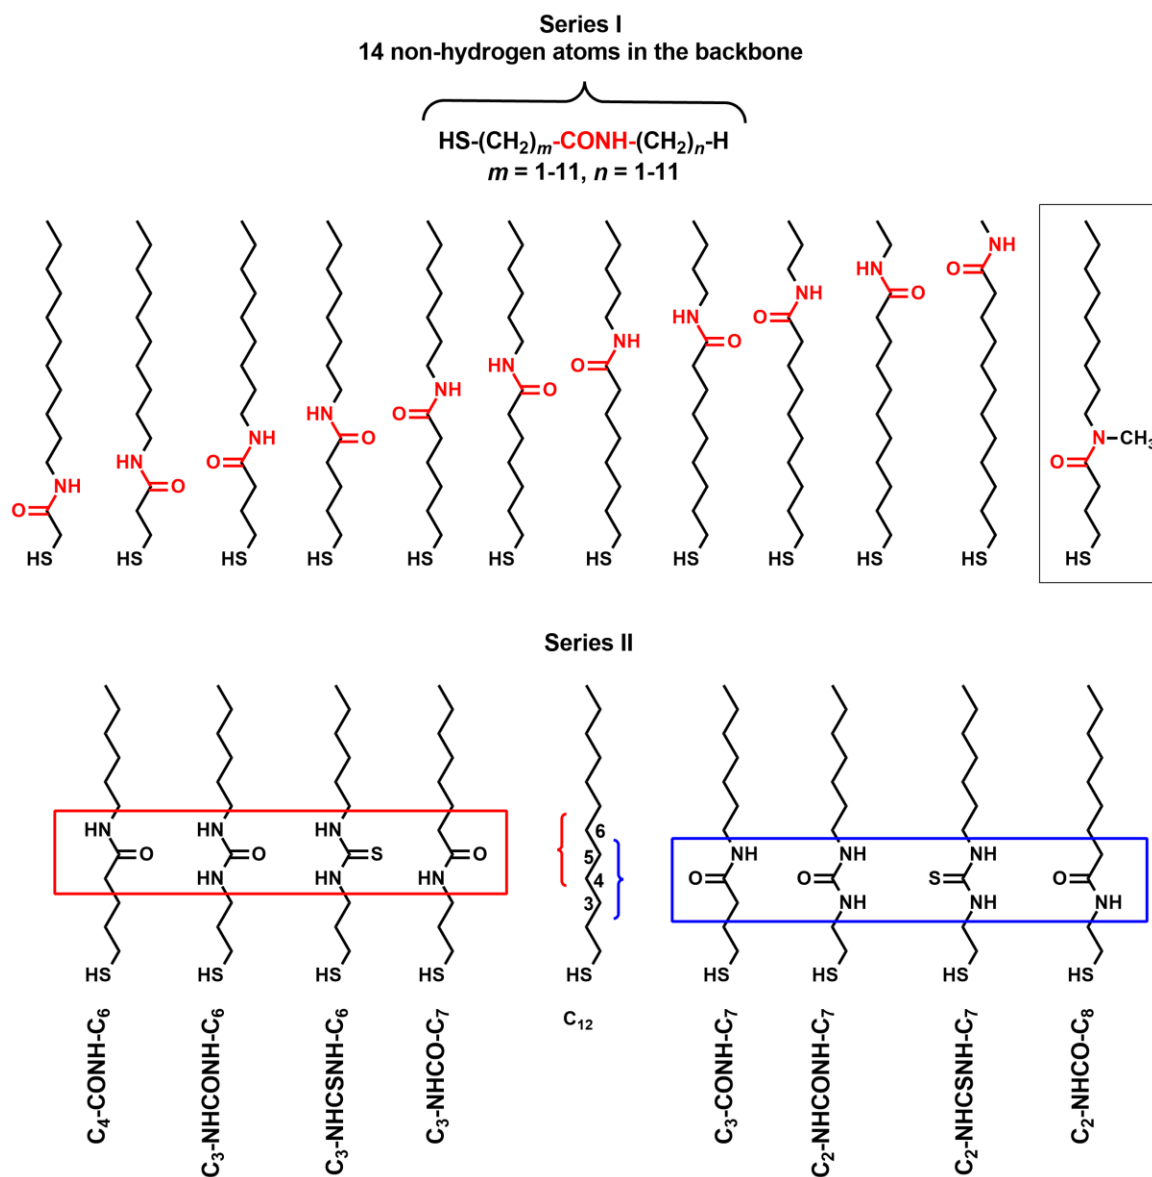 Series I
14 non-hydrogen atoms in the backbone
HS-(CH₂)ₘ-CONH-(CH₂)ₙ-H
m = 1-11, n = 1-11
NH
O
HS
HN
O
HS
NH
O
HS
HN
O
HS
NH
O
HS
HN
O
HS
NH
O
HS
HN
O
HS
NH
O
HS
HN
O
HS
NH
O
HS
N-CH₃
O
HS
Series II
HN
O
HS
HN
O
HN
HS
HN
S
HN
HS
O
HN
HS
6
5
4
3
HS
NH
O
HS
NH
O
NH
HS
NH
S
NH
HS
O
NH
HS
C₄-CONH-C₆
C₃-NHCONH-C₆
C₃-NHCSNH-C₆
C₃-NHCO-C₇
C₁₂
C₃-CONH-C₇
C₂-NHCONH-C₇
C₂-NHCSNH-C₇
C₂-NHCO-C₈